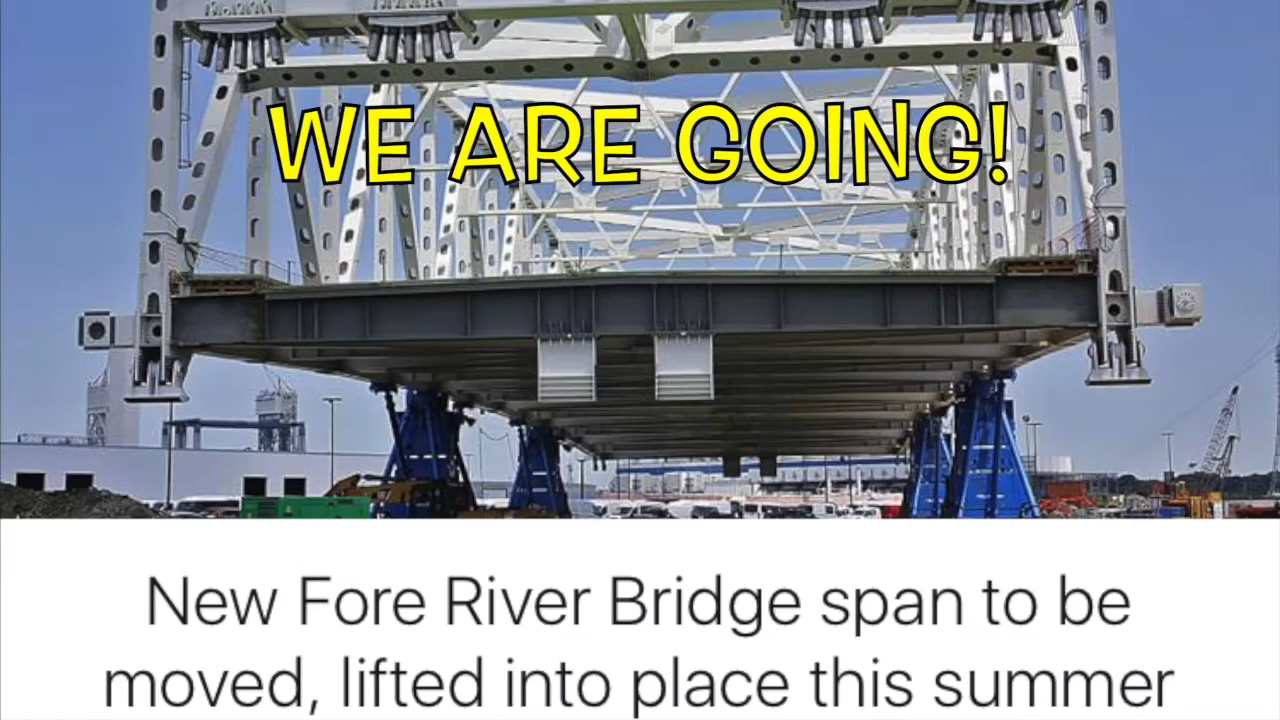 WE ARE GOING!
New Fore River Bridge span to be
moved, lifted into place this summer